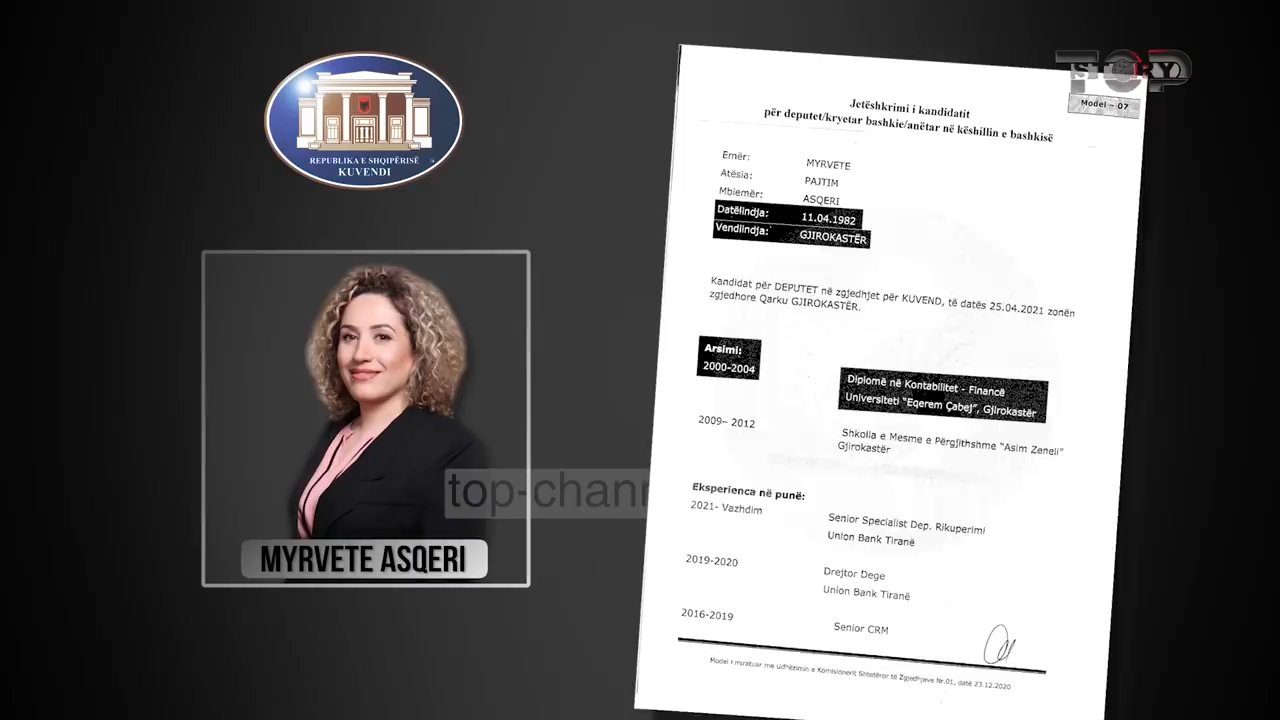 TOP
STORY
REPUBLIKA E SHQIPËRISË
KUVENDI
MYRVETE ASQERI
top-chann
Model – 07
Jetëshkrimi i kandidatit
për deputet/kryetar bashkie/anëtar në këshillin e bashkisë
Emër: MYRVETE
Atësia: PAJTIM
Mbiemër: ASQERI
Datëlindja: 11.04.1982
Vendlindja: GJIROKASTËR
Kandidat për DEPUTET në zgjedhjet për KUVEND, të datës 25.04.2021 zonën
zgjedhore Qarku GJIROKASTËR.
Arsimi:
2000-2004 Diplomë në Kontabilitet - Financë
Universiteti "Eqerem Çabej", Gjirokastër
2009– 2012 Shkolla e Mesme e Përgjithshme "Asim Zeneli"
Gjirokastër
Eksperienca në punë:
2021- Vazhdim Senior Specialist Dep. Rikuperimi
Union Bank Tiranë
2019-2020 Drejtor Dege
Union Bank Tiranë
2016-2019 Senior CRM
Model i miratuar me Udhëzimin e Komisionerit Shtetëror të Zgjedhjave Nr.01, datë 23.12.2020